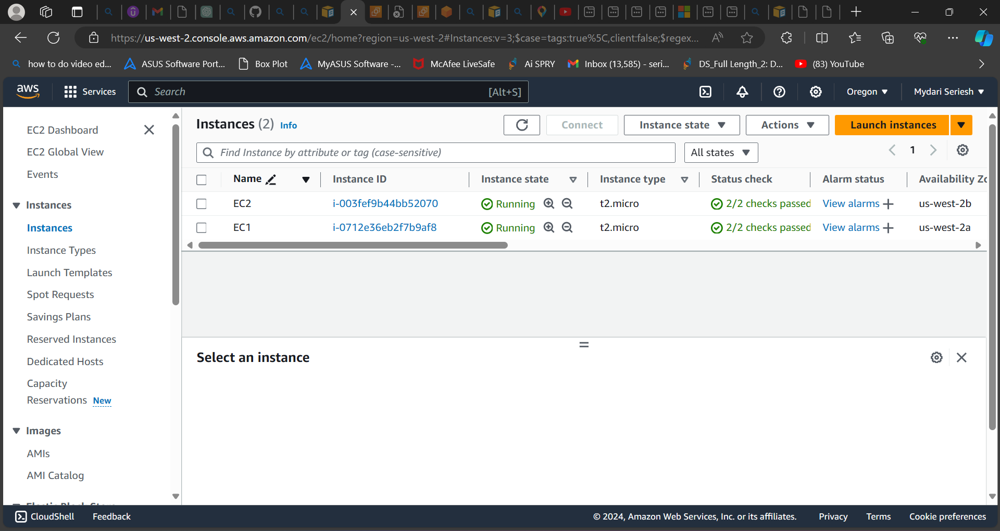 https://us-west-2.console.aws.amazon.com/ec2/home?region=us-west-2#Instances:v=3;$case=tags:true%5C,client:false;$regex...
how to do video ed... ASUS Software Port... Box Plot MyASUS Software -... McAfee LiveSafe Ai SPRY Inbox (13,585) - seri... DS_Full Length_2: D... (83) YouTube
aws Services Search [Alt+S] Oregon Mydari Seriesh
EC2 Dashboard
EC2 Global View
Events
Instances
Instances
Instance Types
Launch Templates
Spot Requests
Savings Plans
Reserved Instances
Dedicated Hosts
Capacity
Reservations New
Images
AMIs
AMI Catalog
Elastic Block Store
Instances (2) Info Connect Instance state Actions Launch instances
Find Instance by attribute or tag (case-sensitive) All states 1
Name Instance ID Instance state Instance type Status check Alarm status Availability Zo
EC2 i-003fef9b44bb52070 Running t2.micro 2/2 checks passed View alarms us-west-2b
EC1 i-0712e36eb2f7b9af8 Running t2.micro 2/2 checks passed View alarms us-west-2a
Select an instance
CloudShell Feedback © 2024, Amazon Web Services, Inc. or its affiliates. Privacy Terms Cookie preferences